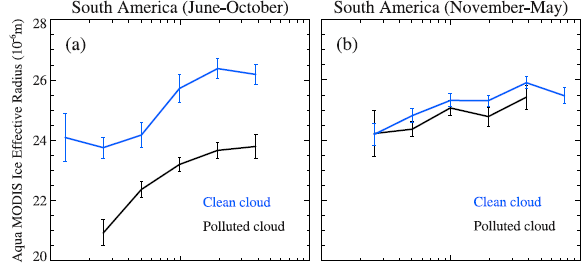 South America (June-October)
South America (November-May)
Aqua MODIS Ice Effective Radius (10⁻⁶m)
28
26
24
22
20
(a)
Clean cloud
Polluted cloud
(b)
Clean cloud
Polluted cloud